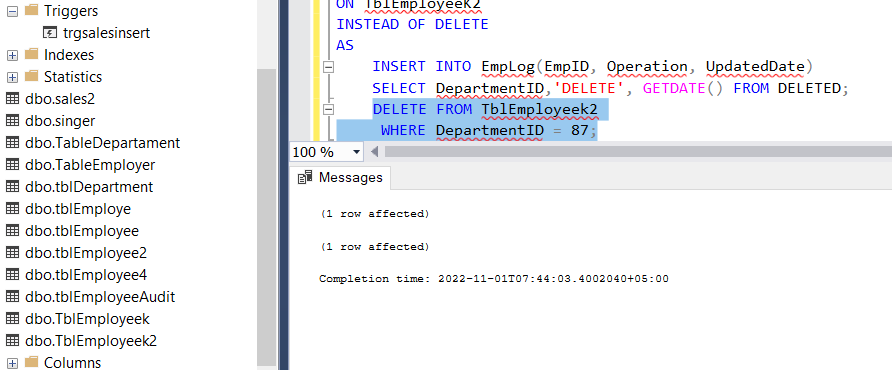 Triggers
trgsalesinsert
Indexes
Statistics
dbo.sales2
dbo.singer
dbo.TableDepartament
dbo.TableEmployer
dbo.tblDepartment
dbo.tblEmploye
dbo.tblEmployee
dbo.tblEmployee2
dbo.tblEmployee4
dbo.tblEmployeeAudit
dbo.TblEmployeek
dbo.TblEmployeek2
Columns
ON TblEmployeeK2
INSTEAD OF DELETE
AS
INSERT INTO EmpLog(EmpID, Operation, UpdatedDate)
SELECT DepartmentID,'DELETE', GETDATE() FROM DELETED;
DELETE FROM TblEmployeek2
WHERE DepartmentID = 87;
100 %
Messages
(1 row affected)
(1 row affected)
Completion time: 2022-11-01T07:44:03.4002040+05:00